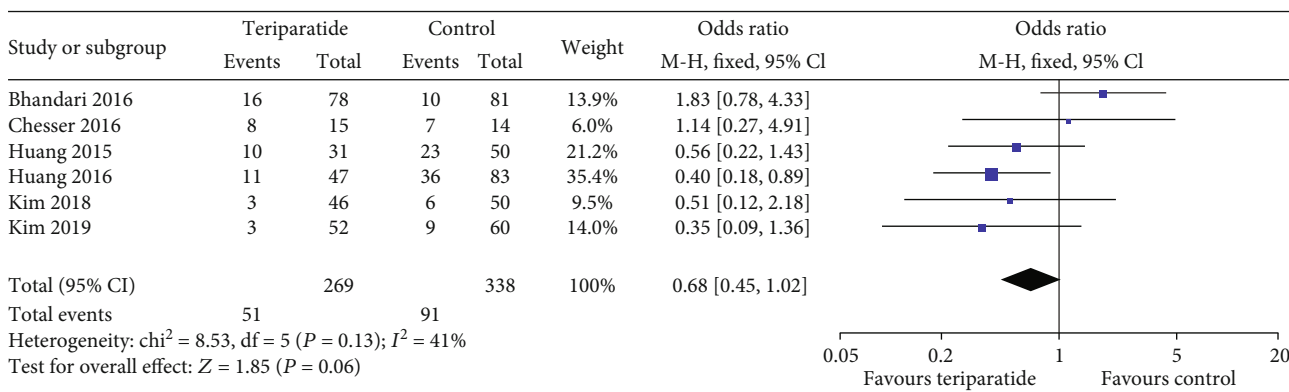 Study or subgroup Teriparatide Control Weight Odds ratio Odds ratio
Events Total Events Total M-H, fixed, 95% Cl M-H, fixed, 95% Cl
Bhandari 2016 16 78 10 81 13.9% 1.83 [0.78, 4.33]
Chesser 2016 8 15 7 14 6.0% 1.14 [0.27, 4.91]
Huang 2015 10 31 23 50 21.2% 0.56 [0.22, 1.43]
Huang 2016 11 47 36 83 35.4% 0.40 [0.18, 0.89]
Kim 2018 3 46 6 50 9.5% 0.51 [0.12, 2.18]
Kim 2019 3 52 9 60 14.0% 0.35 [0.09, 1.36]
Total (95% CI) 269 338 100% 0.68 [0.45, 1.02]
Total events 51 91
Heterogeneity: chi² = 8.53, df = 5 (P = 0.13); I² = 41%
Test for overall effect: Z = 1.85 (P = 0.06)
0.05 0.2 1 5 20
Favours teriparatide Favours control